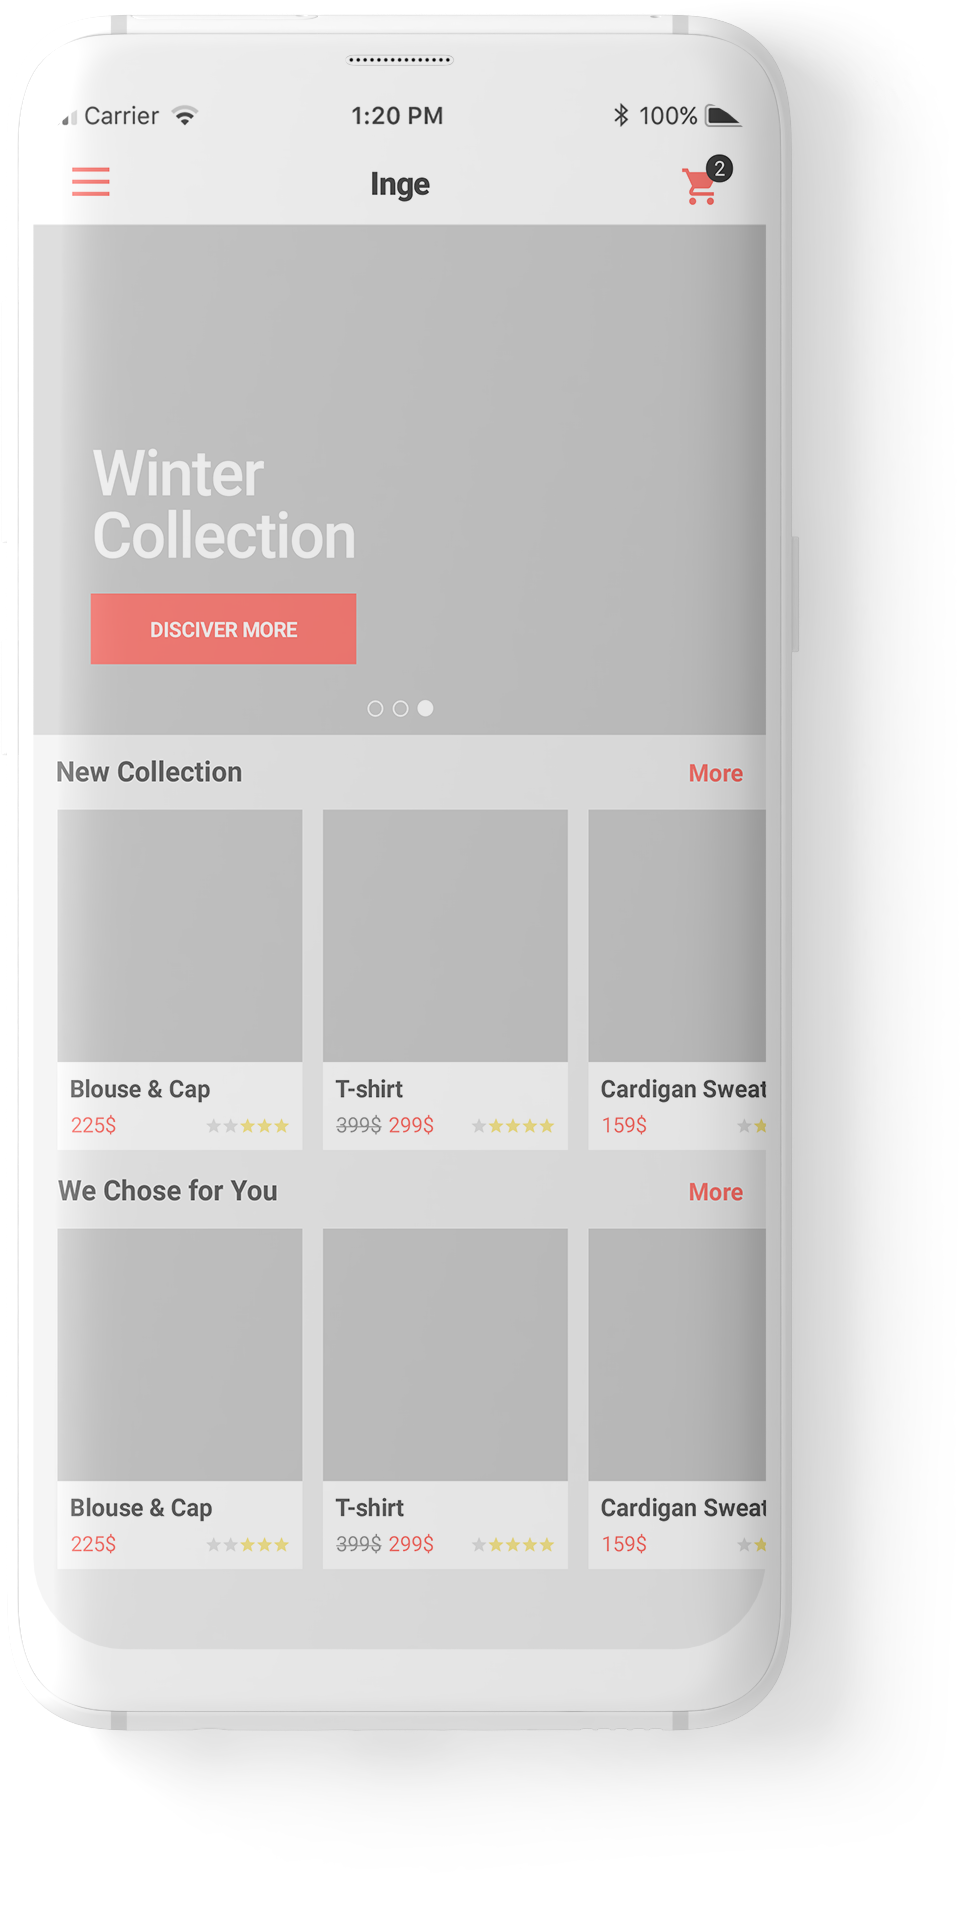 Carrier 1:20 PM 100%
Inge 2
Winter
Collection
DISCIVER MORE
New Collection More
Blouse & Cap T-shirt Cardigan Sweat
225$ 399$ 299$ 159$
We Chose for You More
Blouse & Cap T-shirt Cardigan Sweat
225$ 399$ 299$ 159$